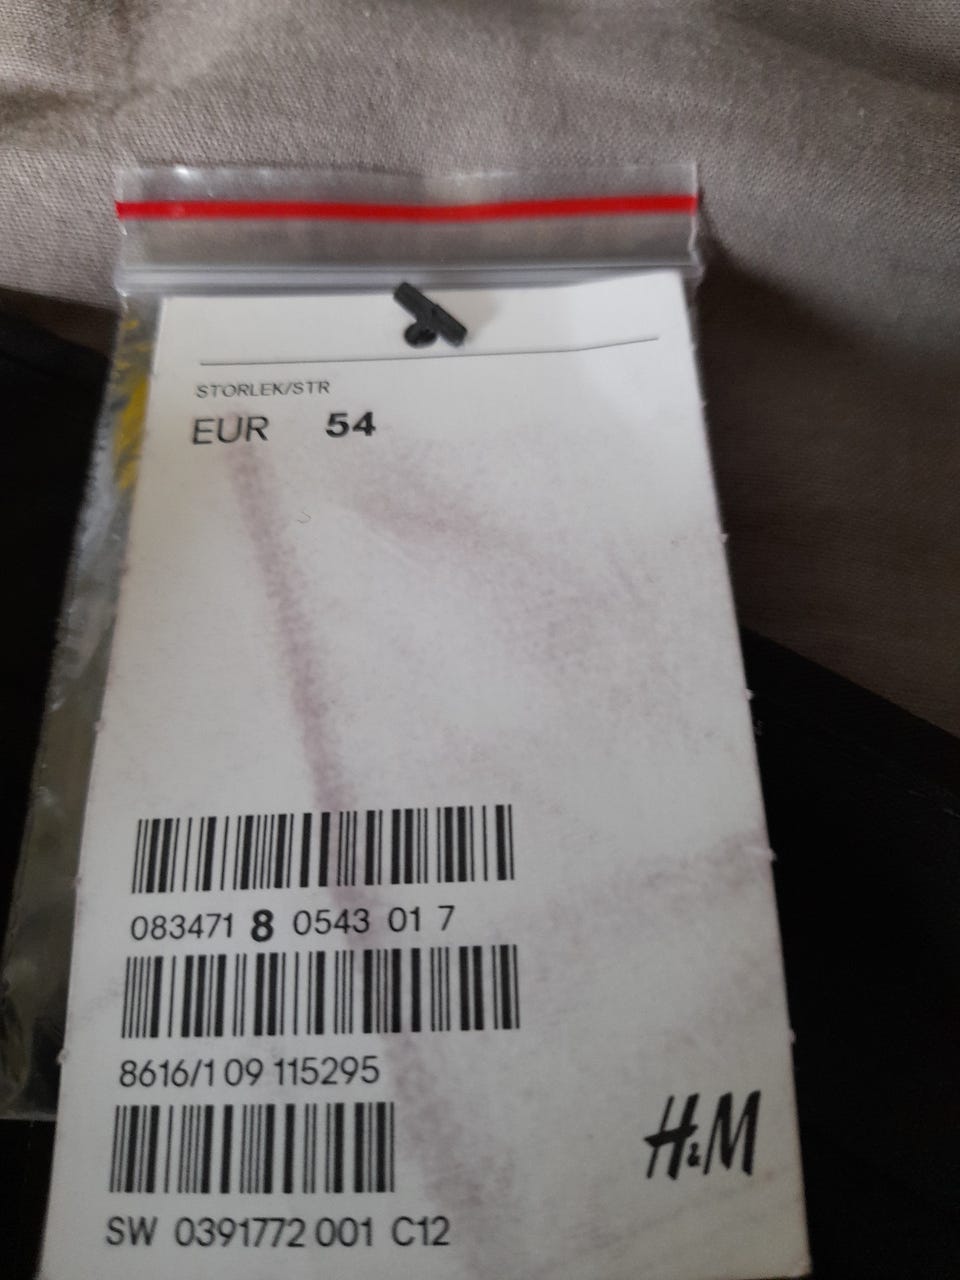 STORLEK/STR
EUR 54
083471 8 0543 01 7
8616/1 09 115295
H&M
SW 0391772 001 C12